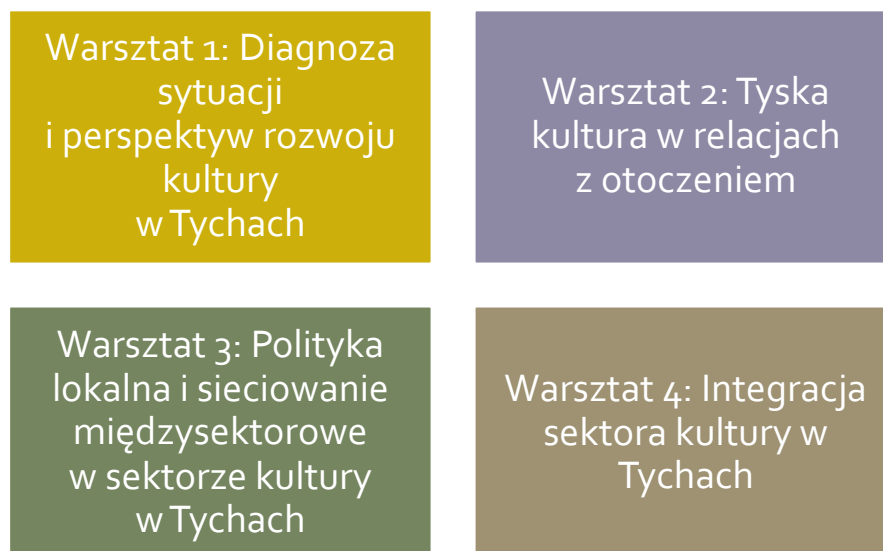 Warsztat 1: Diagnoza
sytuacji
i perspektyw rozwoju
kultury
w Tychach
Warsztat 2: Tyska
kultura w relacjach
z otoczeniem
Warsztat 3: Polityka
lokalna i sieciowanie
międzysektorowe
w sektorze kultury
w Tychach
Warsztat 4: Integracja
sektora kultury w
Tychach